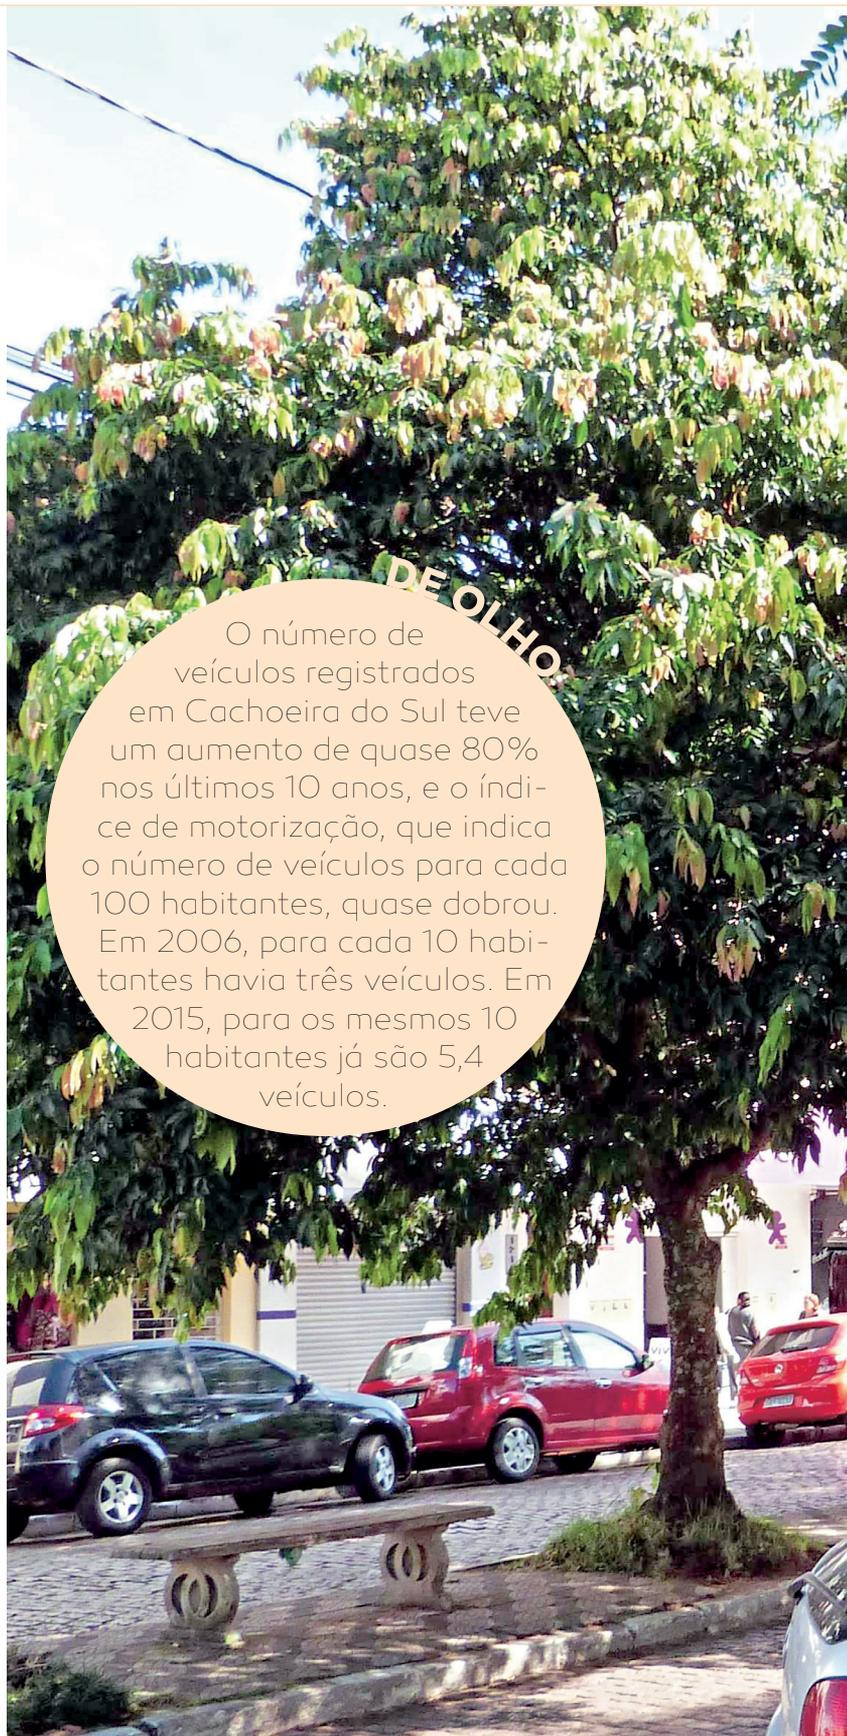 DE OLHO
O número de
veículos registrados
em Cachoeira do Sul teve
um aumento de quase 80%
nos últimos 10 anos, e o índi-
ce de motorização, que indica
o número de veículos para cada
100 habitantes, quase dobrou.
Em 2006, para cada 10 habi-
tantes havia três veículos. Em
2015, para os mesmos 10
habitantes já são 5,4
veículos.